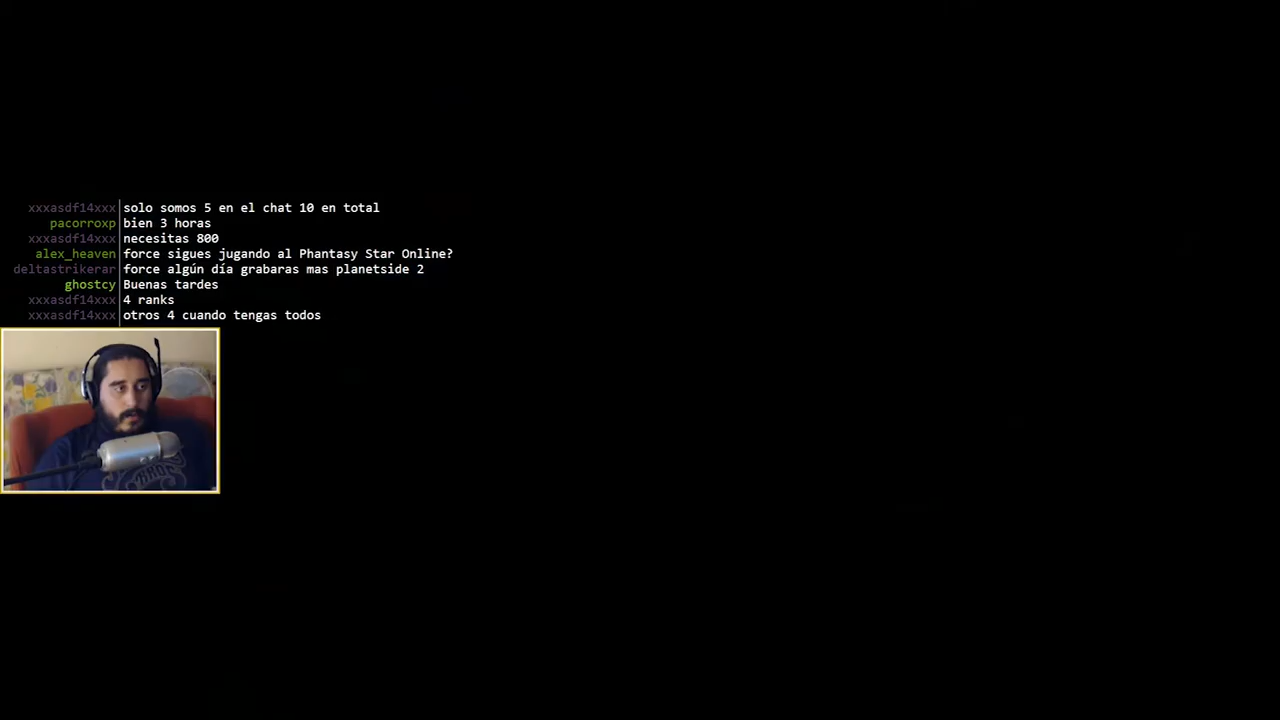 xxxasdf14xxx solo somos 5 en el chat 10 en total
pacorroxp bien 3 horas
xxxasdf14xxx necesitas 800
alex_heaven force sigues jugando al Phantasy Star Online?
deltastrikerar force algún día grabaras mas planetside 2
ghostcy Buenas tardes
xxxasdf14xxx 4 ranks
xxxasdf14xxx otros 4 cuando tengas todos